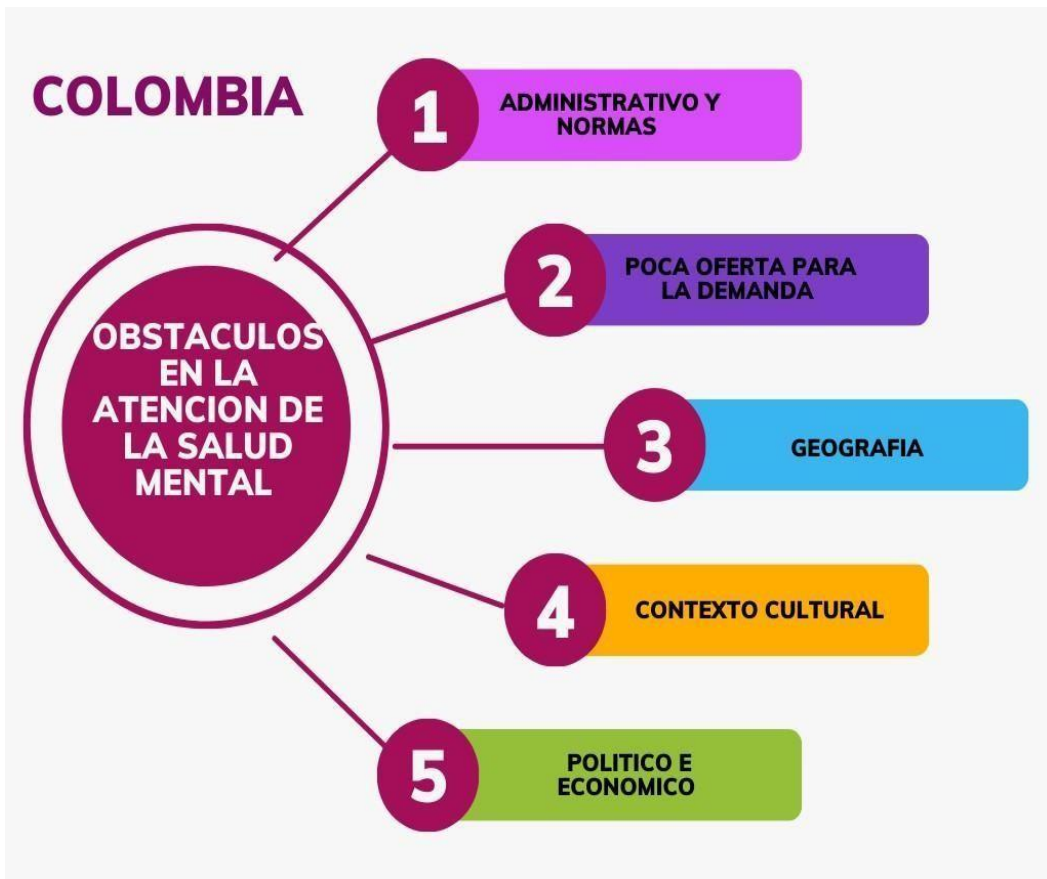 COLOMBIA
1
ADMINISTRATIVO Y
NORMAS
2
POCA OFERTA PARA
LA DEMANDA
OBSTACULOS
EN LA
ATENCION DE
LA SALUD
MENTAL
3
GEOGRAFIA
4
CONTEXTO CULTURAL
5
POLITICO E
ECONOMICO